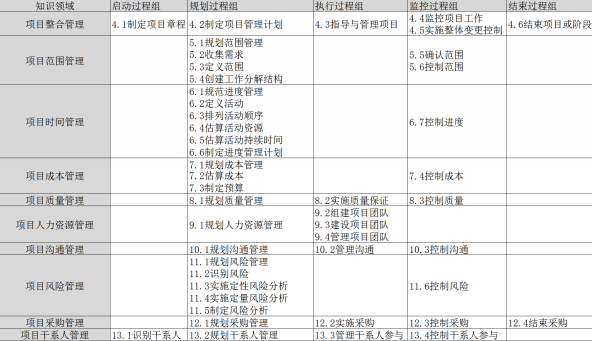 知识领域 启动过程组 规划过程组 执行过程组 监控过程组 结束过程组
项目整合管理 4.1制定项目章程 4.2制定项目管理计划 4.3指导与管理项目 4.4监控项目工作 4.6结束项目或阶段
4.5实施整体变更控制
项目范围管理 5.1规划范围管理
5.2收集需求 5.5确认范围
5.3定义范围 5.6控制范围
5.4创建工作分解结构
项目时间管理 6.1规范进度管理
6.2定义活动
6.3排列活动顺序
6.4估算活动资源 6.7控制进度
6.5估算活动持续时间
6.6制定进度管理计划
项目成本管理 7.1规划成本管理
7.2估算成本 7.4控制成本
7.3制定预算
项目质量管理 8.1规划质量管理 8.2实施质量保证 8.3控制质量
项目人力资源管理 9.1规划人力资源管理 9.2组建项目团队
9.3建设项目团队
9.4管理项目团队
项目沟通管理 10.1规划沟通管理 10.2管理沟通 10.3控制沟通
项目风险管理 11.1规划风险管理
11.2识别风险
11.3实施定性风险分析 11.6控制风险
11.4实施定量风险分析
11.5制定风险分析
项目采购管理 12.1规划采购管理 12.2实施采购 12.3控制采购 12.4结束采购
项目干系人管理 13.1识别干系人 13.2规划干系人管理 13.3管理干系人参与 13.4控制干系人参与